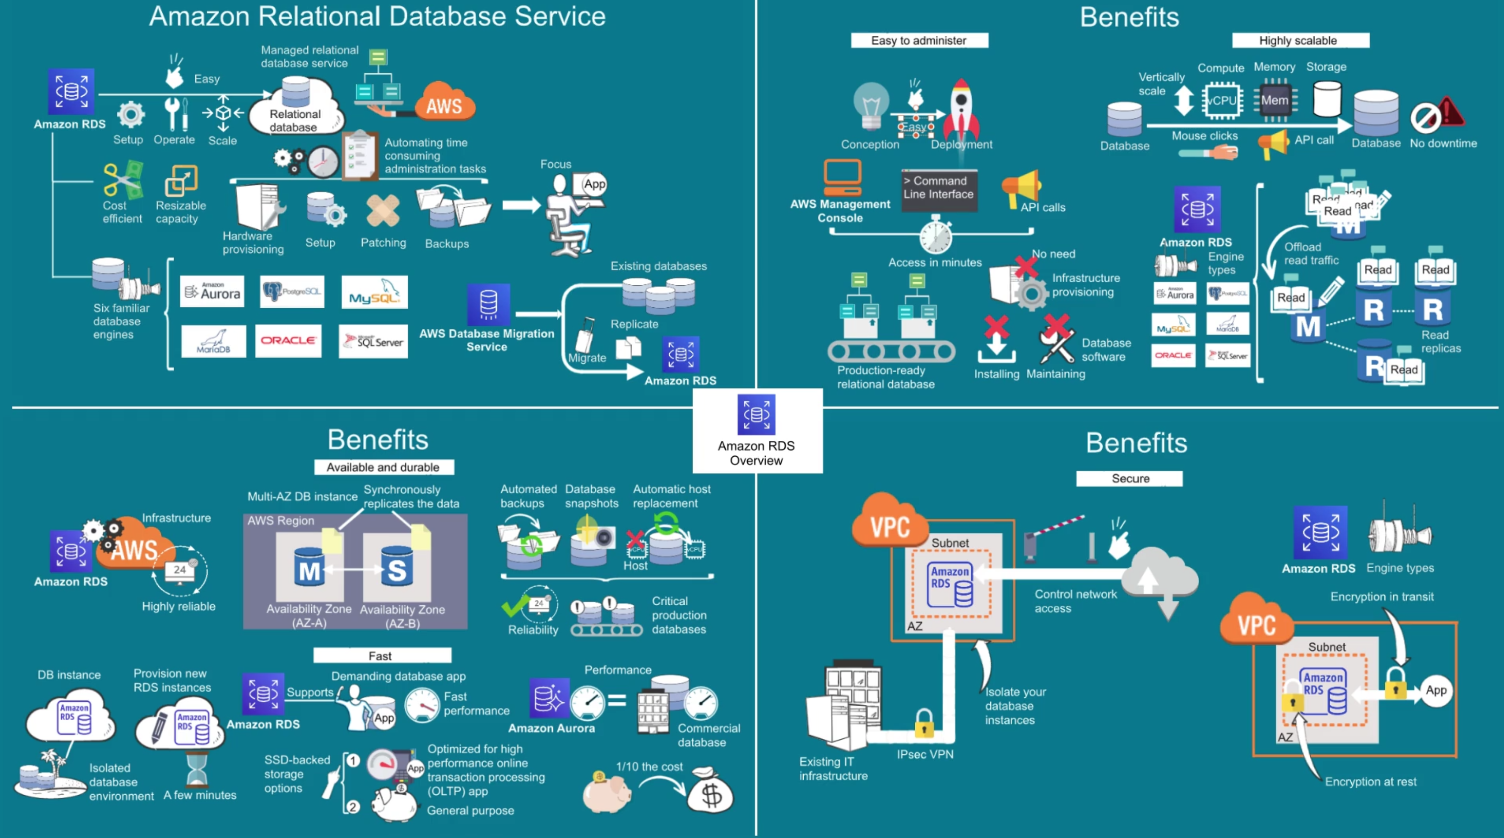 Amazon Relational Database Service
Managed relational
database service
Easy
Relational
database
AWS
Amazon RDS
Setup
Operate
Scale
Automating time
consuming
administration tasks
Cost
efficient
Resizable
capacity
Hardware
provisioning
Setup
Patching
Backups
Focus
App
Six familiar
database
engines
Amazon
Aurora
PostgreSQL
MySQL
MariaDB
ORACLE
SQL Server
AWS Database Migration
Service
Existing databases
Replicate
Migrate
Amazon RDS
Benefits
Easy to administer
Conception
Easy
Deployment
AWS Management
Console
> Command
Line Interface
API calls
Access in minutes
Production-ready
relational database
No need
Infrastructure
provisioning
Installing
Maintaining
Database
software
Highly scalable
Vertically
scale
Compute
vCPU
Memory
Mem
Storage
Database
Mouse clicks
API call
Database
No downtime
Amazon RDS
Engine
types
Amazon
Aurora
PostgreSQL
MySQL
MariaDB
ORACLE
SQL Server
Read
Read
M
Offload
read traffic
Read
M
Read
R
Read
R
Read
replicas
R
Read
Amazon RDS
Overview
Benefits
Available and durable
Infrastructure
AWS
Amazon RDS
24
Highly reliable
Multi-AZ DB instance
Synchronously
replicates the data
AWS Region
M
S
Availability Zone
(AZ-A)
Availability Zone
(AZ-B)
Automated
backups
Database
snapshots
Automatic host
replacement
Host
24
Reliability
Critical
production
databases
Fast
DB instance
Amazon
RDS
Isolated
database
environment
Provision new
RDS instances
Amazon
RDS
A few minutes
Amazon RDS
Supports
Demanding database app
App
Fast
performance
SSD-backed
storage
options
1
2
App
Optimized for high
performance online
transaction processing
(OLTP) app
General purpose
Performance
Amazon Aurora
Commercial
database
1/10 the cost
$
Benefits
Secure
VPC
Subnet
Amazon
RDS
AZ
Control network
access
Isolate your
database
instances
Existing IT
infrastructure
IPsec VPN
Amazon RDS
Engine types
Encryption in transit
VPC
Subnet
Amazon
RDS
AZ
App
Encryption at rest